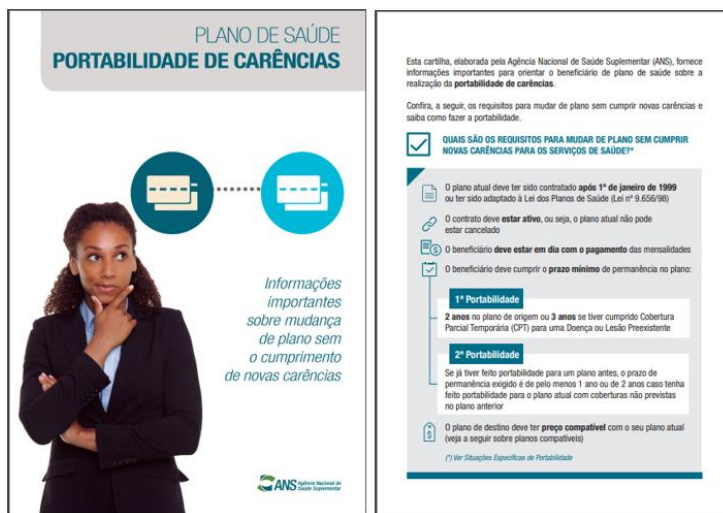 PLANO DE SAÚDE
PORTABILIDADE DE CARÊNCIAS
Informações
importantes
sobre mudança
de plano sem
o cumprimento
de novas carências
ANS Agência Nacional de
Saúde Suplementar
Esta cartilha, elaborada pela Agência Nacional de Saúde Suplementar (ANS), fornece
informações importantes para orientar o beneficiário de plano de saúde sobre a
realização da portabilidade de carências.
Confira, a seguir, os requisitos para mudar de plano sem cumprir novas carências e
saiba como fazer a portabilidade.
QUAIS SÃO OS REQUISITOS PARA MUDAR DE PLANO SEM CUMPRIR
NOVAS CARÊNCIAS PARA OS SERVIÇOS DE SAÚDE?*
O plano atual deve ter sido contratado após 1º de janeiro de 1999
ou ter sido adaptado à Lei dos Planos de Saúde (Lei nº 9.656/98)
O contrato deve estar ativo, ou seja, o plano atual não pode
estar cancelado
O beneficiário deve estar em dia com o pagamento das mensalidades
O beneficiário deve cumprir o prazo mínimo de permanência no plano:
1ª Portabilidade
2 anos no plano de origem ou 3 anos se tiver cumprido Cobertura
Parcial Temporária (CPT) para uma Doença ou Lesão Preexistente
2ª Portabilidade
Se já tiver feito portabilidade para um plano antes, o prazo de
permanência exigido é de pelo menos 1 ano ou de 2 anos caso tenha
feito portabilidade para o plano atual com coberturas não previstas
no plano anterior
O plano de destino deve ter preço compatível com o seu plano atual
(veja a seguir sobre planos compatíveis)
(*) Ver Situações Específicas de Portabilidade